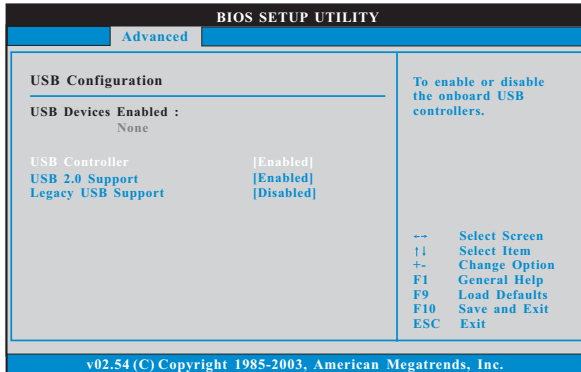 BIOS SETUP UTILITY
Advanced
USB Configuration
USB Devices Enabled :
None
USB Controller [Enabled]
USB 2.0 Support [Enabled]
Legacy USB Support [Disabled]
To enable or disable
the onboard USB
controllers.
←→ Select Screen
↑↓ Select Item
+- Change Option
F1 General Help
F9 Load Defaults
F10 Save and Exit
ESC Exit
v02.54 (C) Copyright 1985-2003, American Megatrends, Inc.